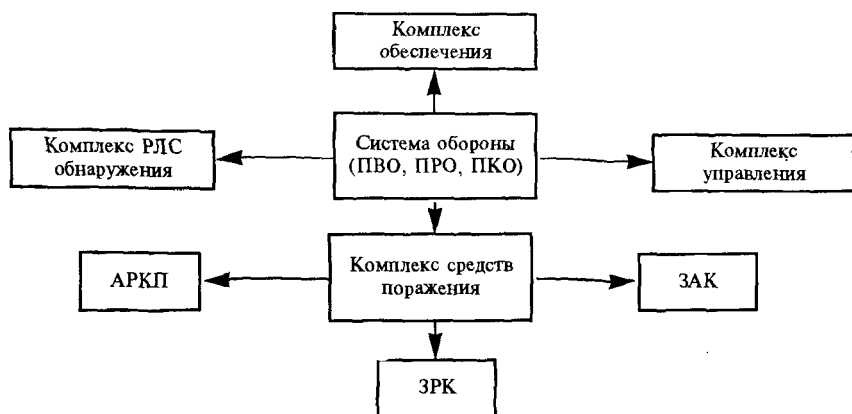 Комплекс
обеспечения
Комплекс РЛС
обнаружения
Система обороны
(ПВО, ПРО, ПКО)
Комплекс
управления
АРКП
Комплекс средств
поражения
ЗАК
ЗРК